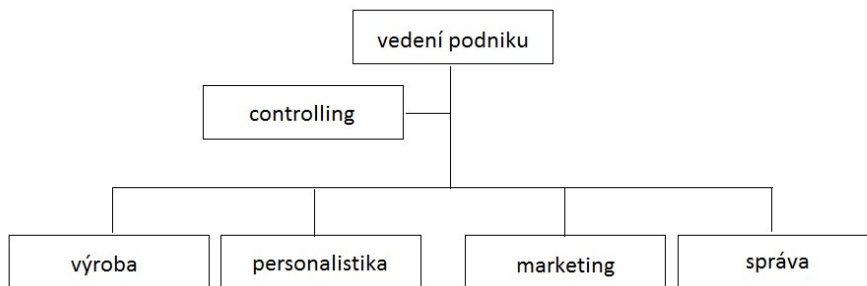 vedení podniku
controlling
výroba
personalistika
marketing
správa